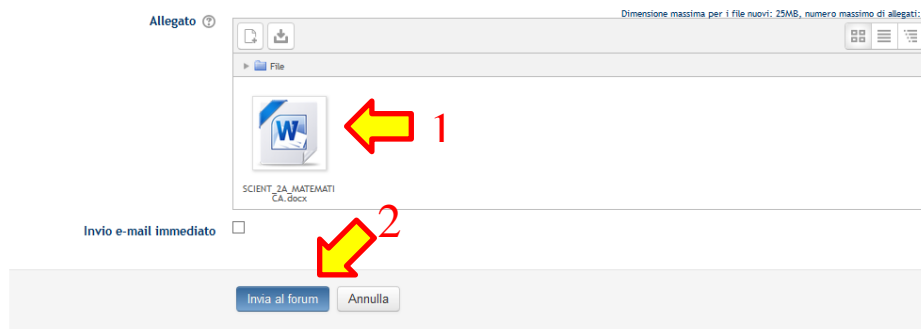 Dimensione massima per i file nuovi: 25MB, numero massimo di allegati:
Allegato
File
W
1
SCIENT_2A_MATEMATI
CA.docx
Invio e-mail immediato
2
Invia al forum
Annulla